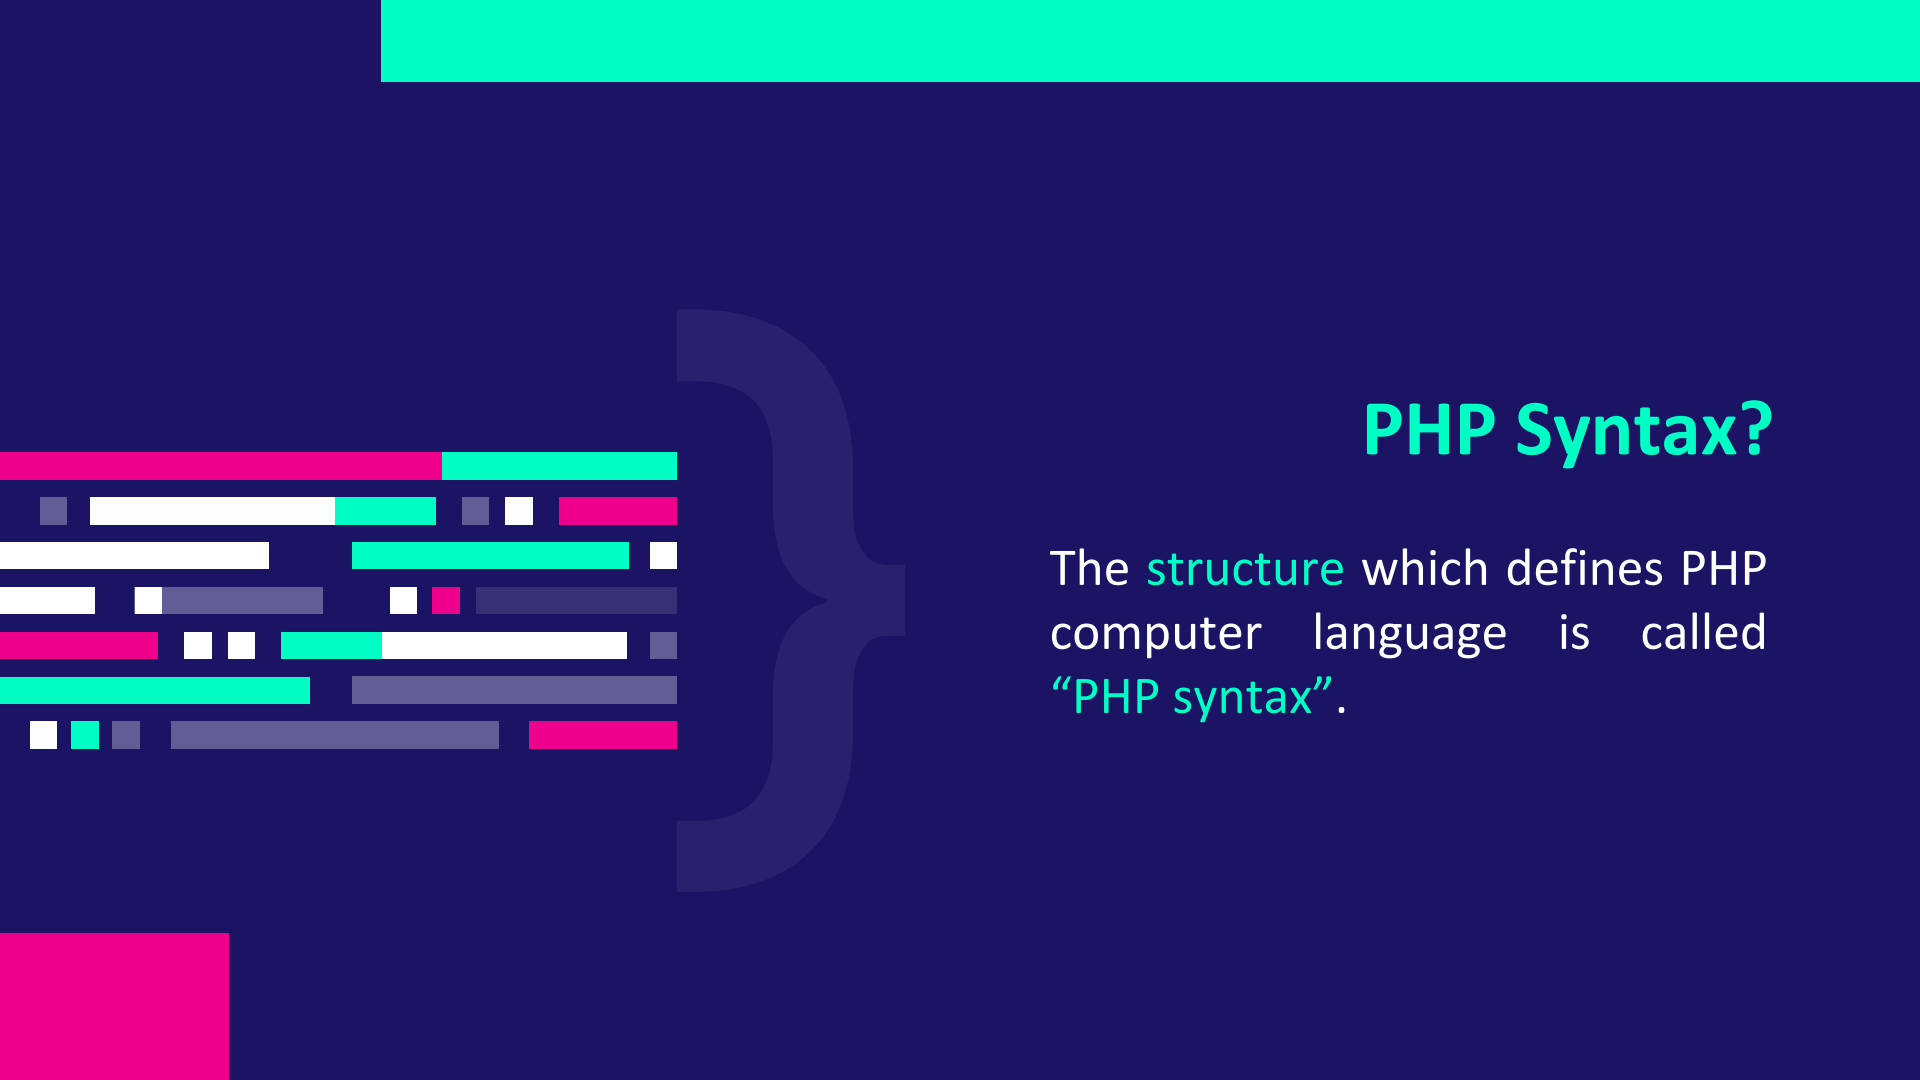 PHP Syntax?
The structure which defines PHP
computer language is called
“PHP syntax”.